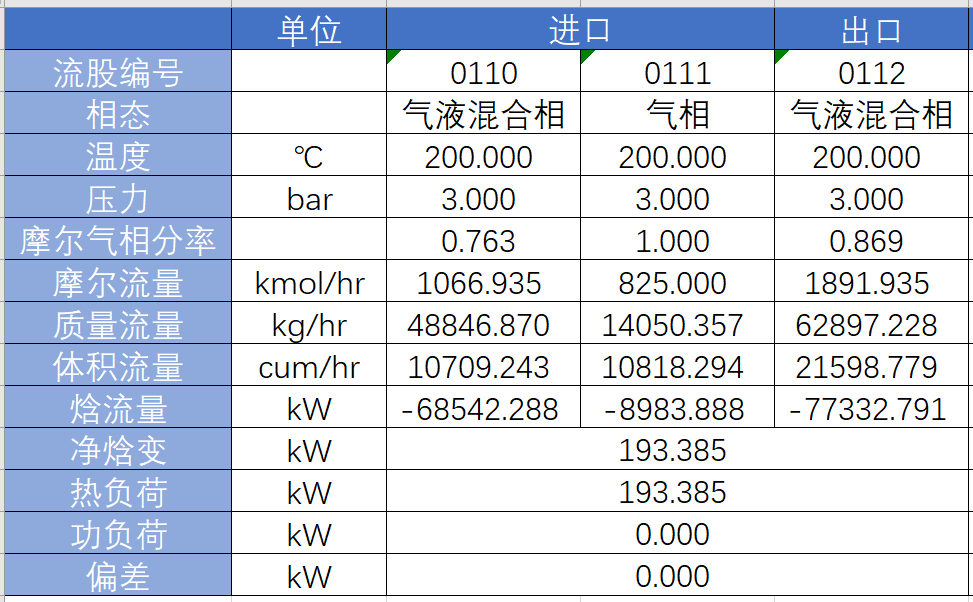 单位 进口 出口
流股编号 0110 0111 0112
相态 气液混合相 气相 气液混合相
温度 ℃ 200.000 200.000 200.000
压力 bar 3.000 3.000 3.000
摩尔气相分率 0.763 1.000 0.869
摩尔流量 kmol/hr 1066.935 825.000 1891.935
质量流量 kg/hr 48846.870 14050.357 62897.228
体积流量 cum/hr 10709.243 10818.294 21598.779
焓流量 kW -68542.288 -8983.888 -77332.791
净焓变 kW 193.385
热负荷 kW 193.385
功负荷 kW 0.000
偏差 kW 0.000